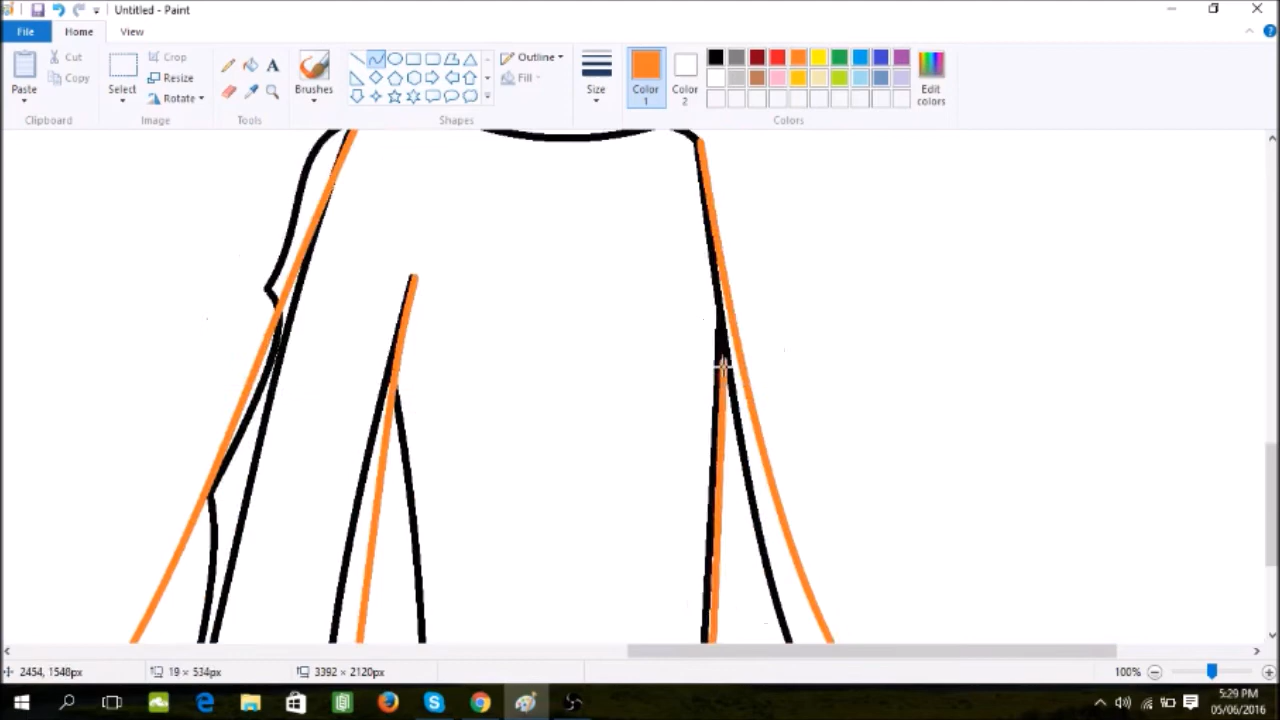 Untitled - Paint
File Home View
Paste
Cut
Copy
Clipboard
Select
Crop
Resize
Rotate
Image
A
Tools
Brushes
Outline
Fill
Shapes
Size
Color 1
Color 2
Edit colors
Colors
2454, 1548px
19 × 534px
3392 × 2120px
100%
5:29 PM
05/06/2016